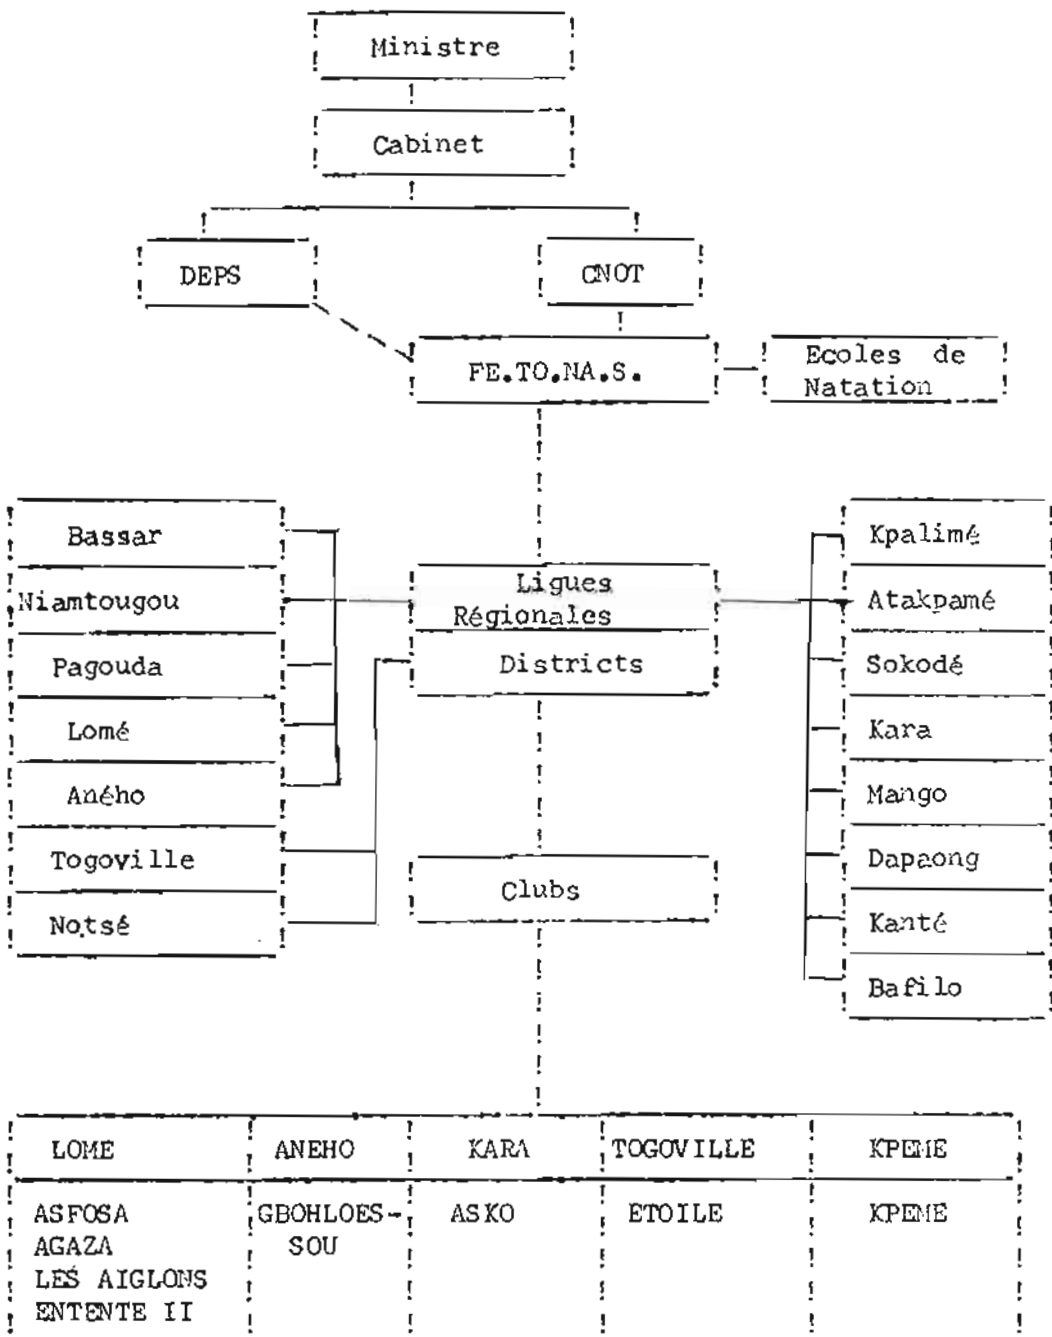 Ministre
Cabinet
DEPS
CNOT
FE.TO.NA.S.
Ecoles de
Natation
Bassar
Niamtougou
Pagouda
Lomé
Aného
Togoville
Notsé
Ligues
Régionales
Districts
Clubs
Kpalimé
Atakpamé
Sokodé
Kara
Mango
Dapaong
Kanté
Bafilo
LOME
ANEHO
KARA
TOGOVILLE
KPEME
ASFOSA
AGAZA
LES AIGLONS
ENTENTE II
GBOHLOES-
SOU
ASKO
ETOILE
KPEME